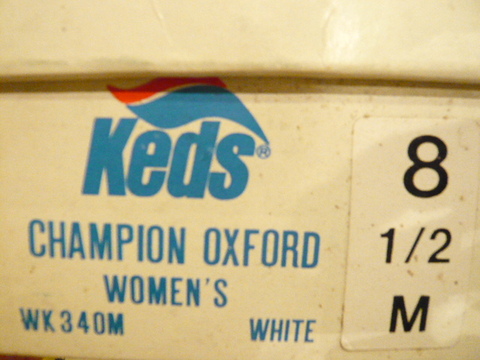 Keds®
CHAMPION OXFORD
WOMEN'S
WK340M WHITE
8
1/2
M